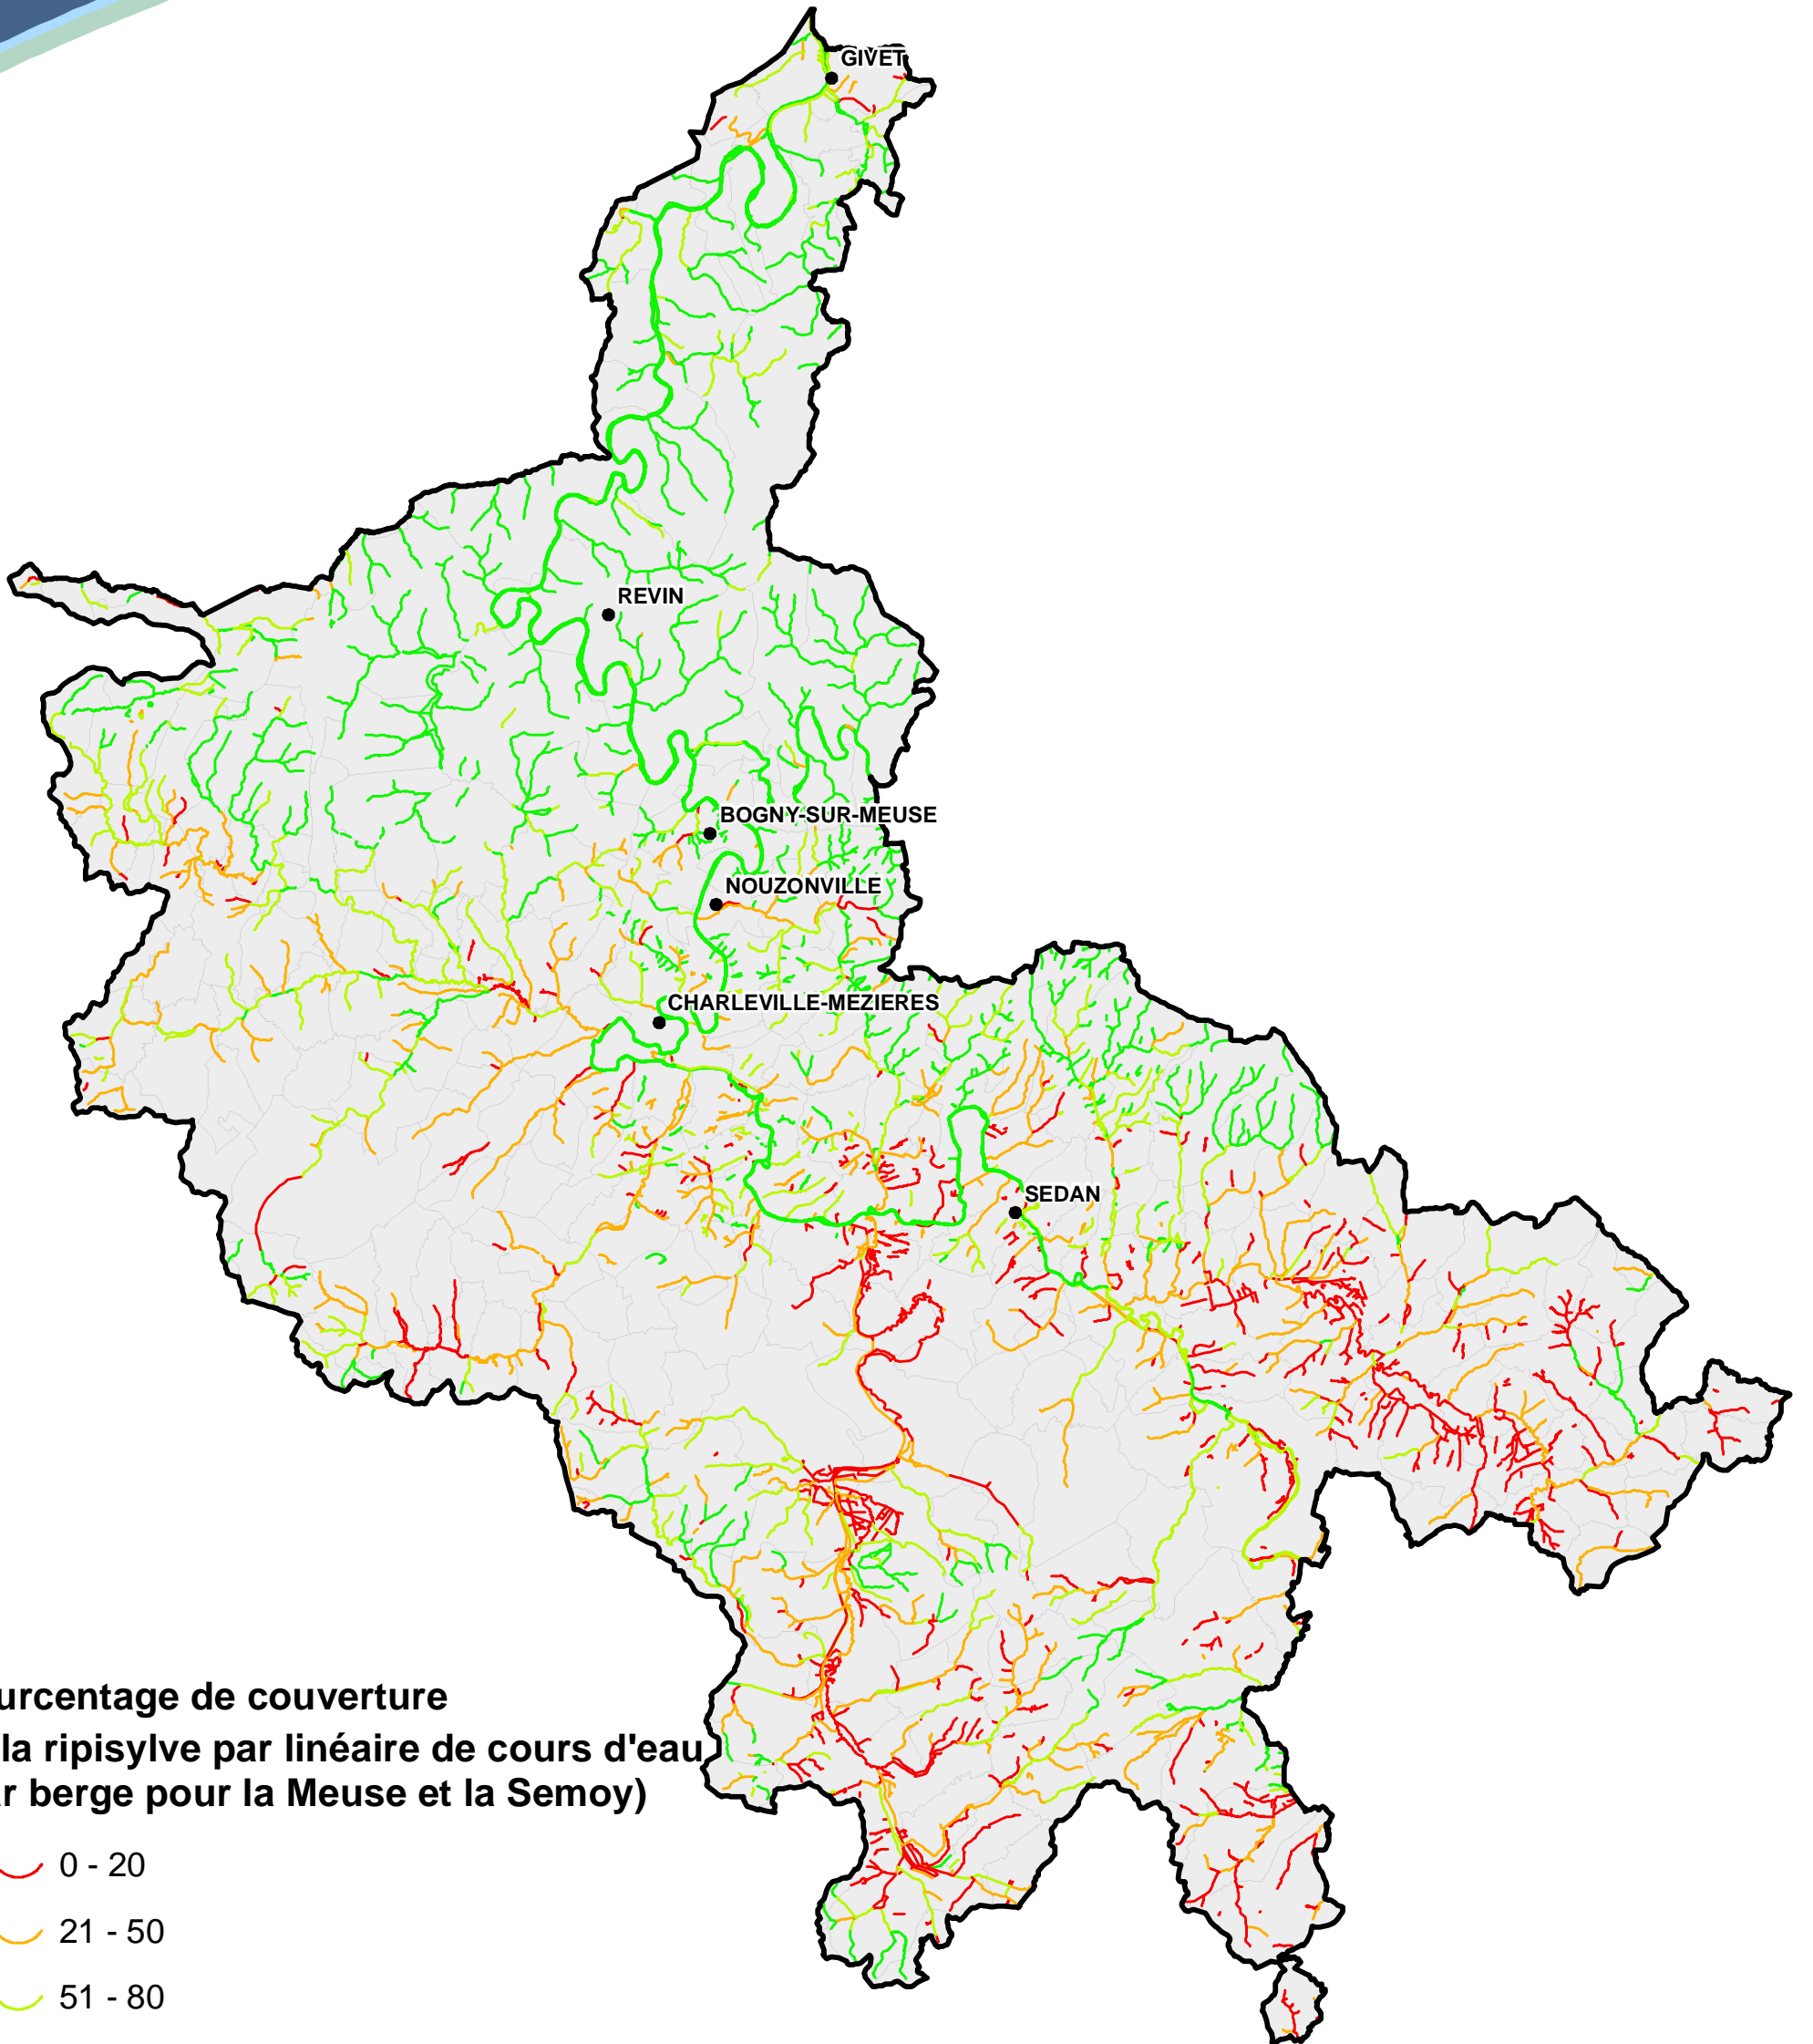 GIVET
REVIN
BOGNY-SUR-MEUSE
NOUZONVILLE
CHARLEVILLE-MEZIERES
SEDAN
urcentage de couverture
la ripisylve par linéaire de cours d'eau
r berge pour la Meuse et la Semoy)
0 - 20
21 - 50
51 - 80